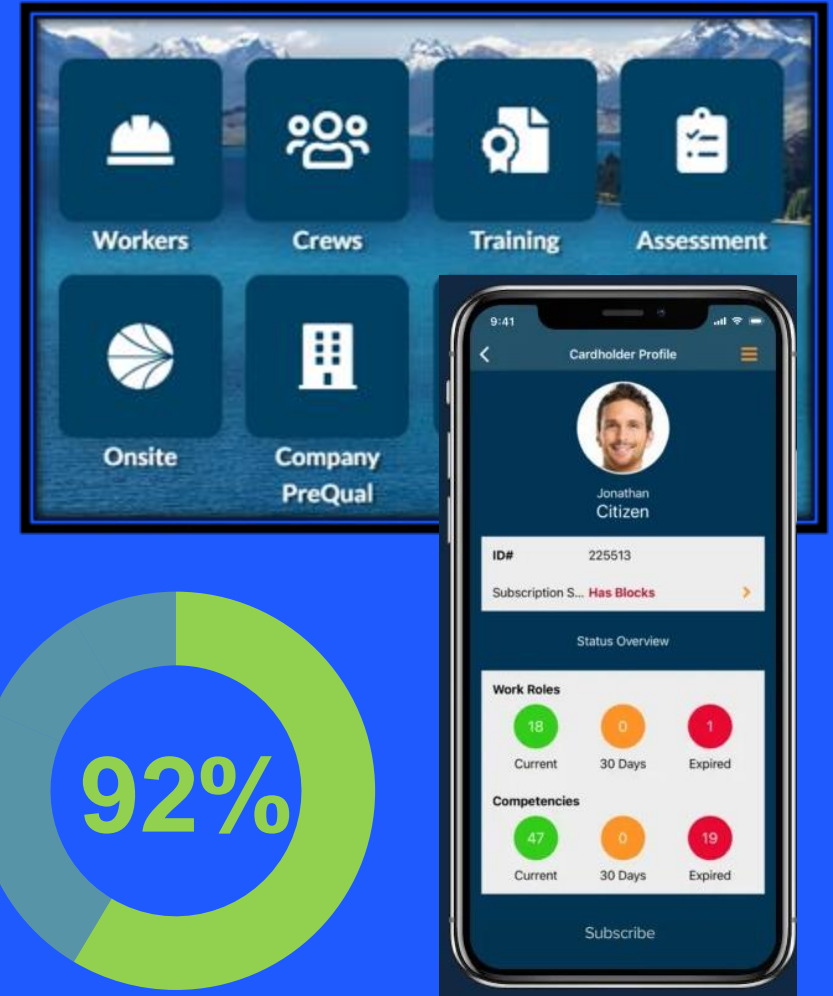 Workers Crews Training Assessment
Onsite Company
PreQual
9:41
Cardholder Profile
Jonathan
Citizen
ID# 225513
Subscription S... Has Blocks
Status Overview
Work Roles
18 0 1
Current 30 Days Expired
Competencies
47 0 19
Current 30 Days Expired
Subscribe
92%